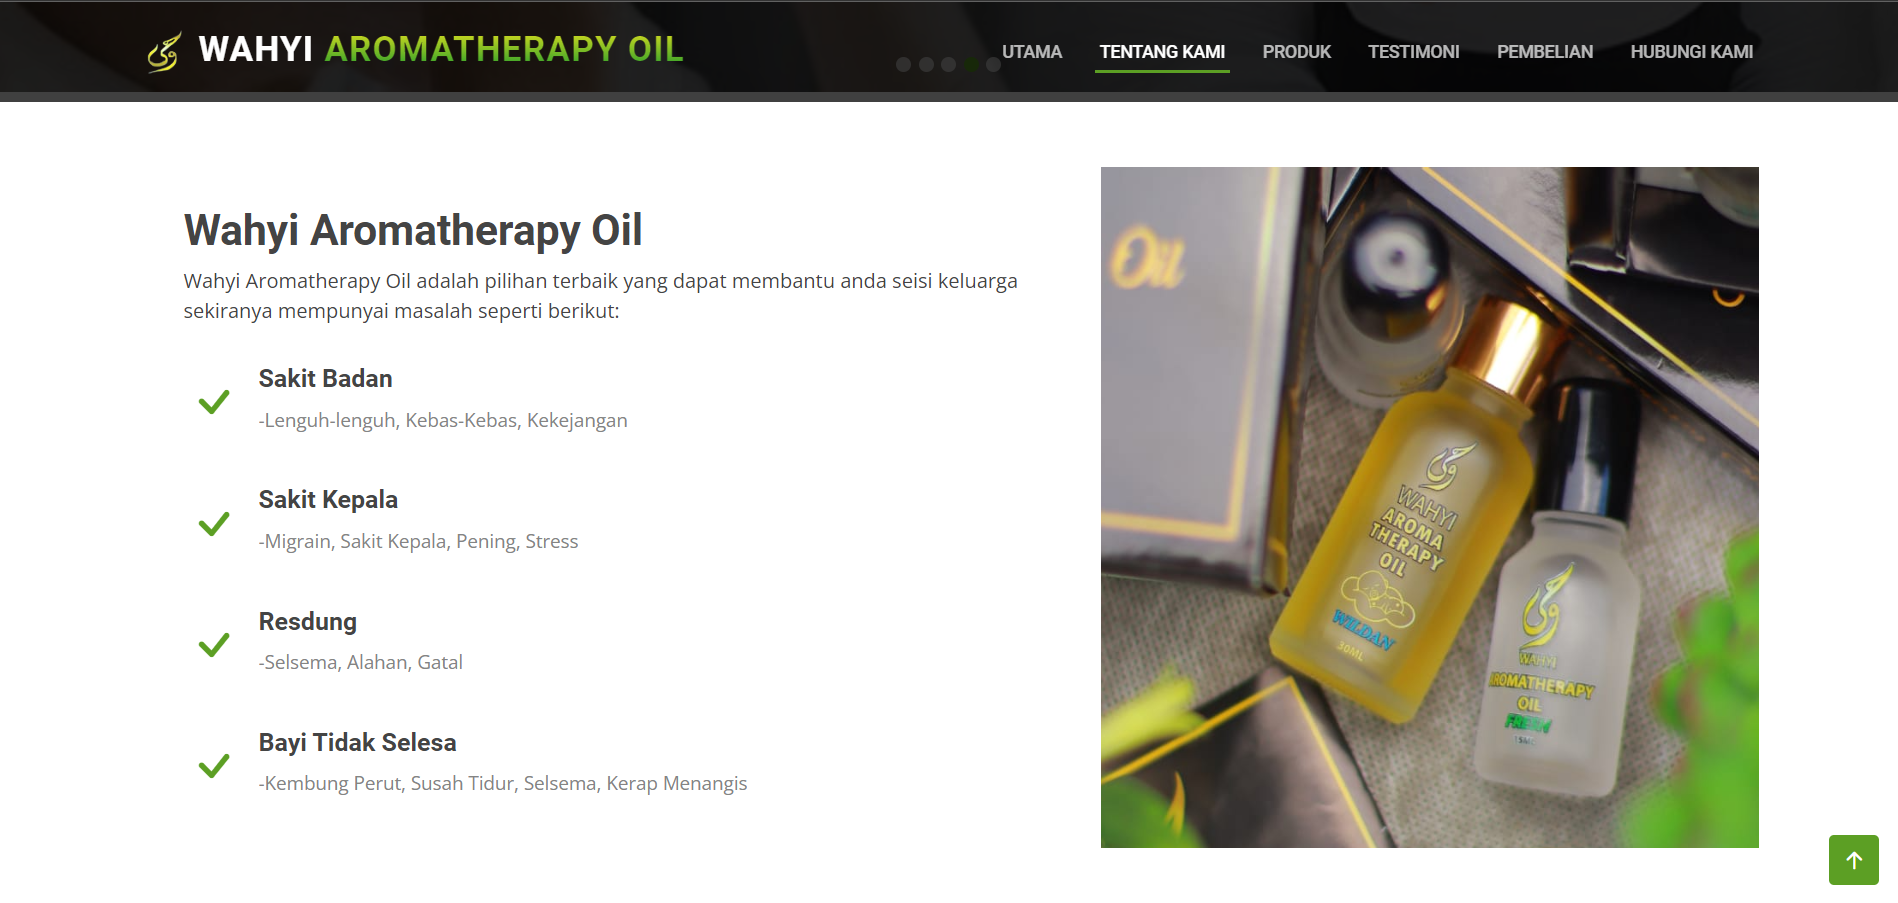 WAHYI AROMATHERAPY OIL
UTAMA
TENTANG KAMI
PRODUK
TESTIMONI
PEMBELIAN
HUBUNGI KAMI
Wahyi Aromatherapy Oil
Wahyi Aromatherapy Oil adalah pilihan terbaik yang dapat membantu anda seisi keluarga
sekiranya mempunyai masalah seperti berikut:
Sakit Badan
-Lenguh-lenguh, Kebas-Kebas, Kekejangan
Sakit Kepala
-Migrain, Sakit Kepala, Pening, Stress
Resdung
-Selsema, Alahan, Gatal
Bayi Tidak Selesa
-Kembung Perut, Susah Tidur, Selsema, Kerap Menangis
Oil
WAHYI
AROMA
THERAPY
OIL
WILDAN
30ML
WAHYI
AROMATHERAPY
OIL
FRESH